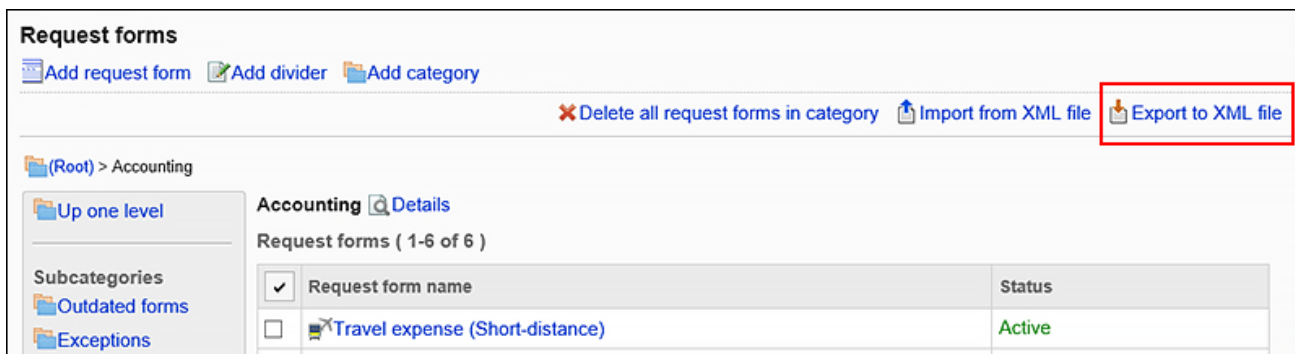 Request forms
Add request form Add divider Add category
Delete all request forms in category Import from XML file Export to XML file
(Root) > Accounting
Up one level
Accounting Details
Request forms ( 1-6 of 6 )
Subcategories
Outdated forms
Exceptions
Request form name Status
Travel expense (Short-distance) Active